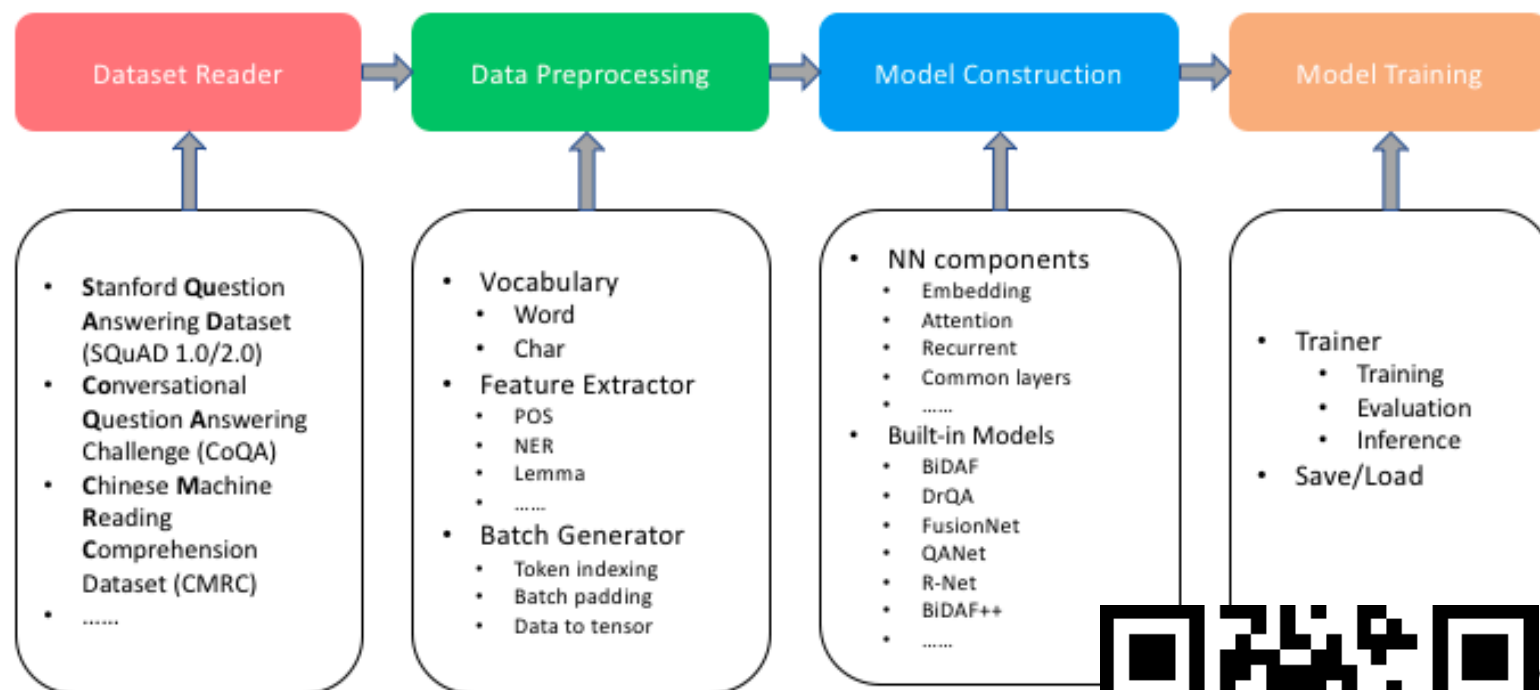 Dataset Reader
Data Preprocessing
Model Construction
Model Training
• Stanford Question
Answering Dataset
(SQuAD 1.0/2.0)
• Conversational
Question Answering
Challenge (CoQA)
• Chinese Machine
Reading
Comprehension
Dataset (CMRC)
• ......
• Vocabulary
• Word
• Char
• Feature Extractor
• POS
• NER
• Lemma
• ......
• Batch Generator
• Token indexing
• Batch padding
• Data to tensor
• NN components
• Embedding
• Attention
• Recurrent
• Common layers
• ......
• Built-in Models
• BiDAF
• DrQA
• FusionNet
• QANet
• R-Net
• BiDAF++
• ......
• Trainer
• Training
• Evaluation
• Inference
• Save/Load